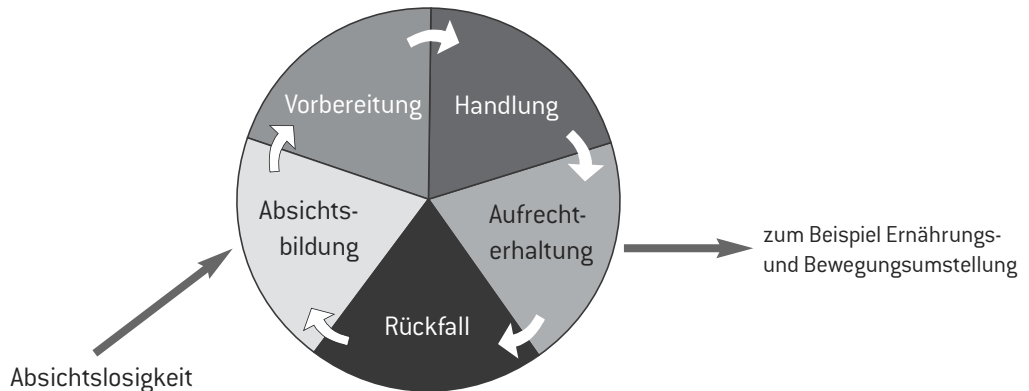 Vorbereitung
Handlung
Absichts-
bildung
Aufrecht-
erhaltung
zum Beispiel Ernährungs-
und Bewegungsumstellung
Rückfall
Absichtslosigkeit